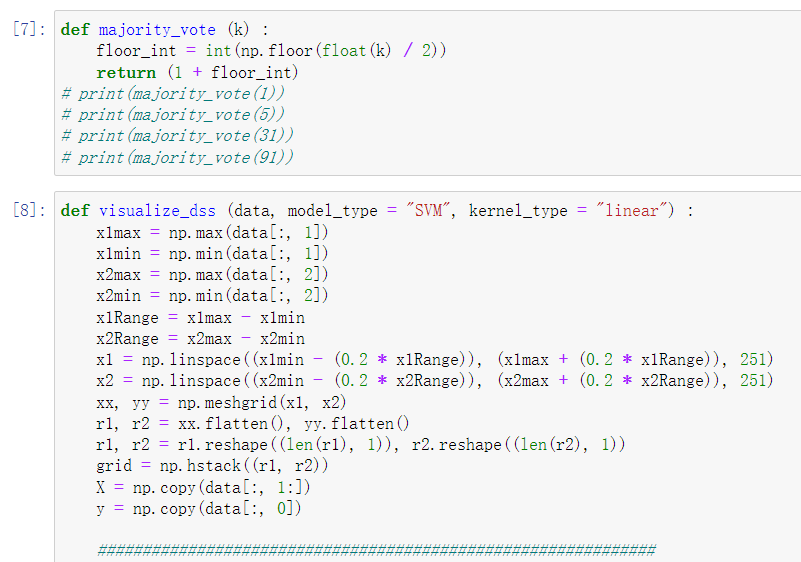 [7]: def majority_vote (k) :
    floor_int = int(np.floor(float(k) / 2))
    return (1 + floor_int)
# print(majority_vote(1))
# print(majority_vote(5))
# print(majority_vote(31))
# print(majority_vote(91))
[8]: def visualize_dss (data, model_type = "SVM", kernel_type = "linear") :
    x1max = np.max(data[:, 1])
    x1min = np.min(data[:, 1])
    x2max = np.max(data[:, 2])
    x2min = np.min(data[:, 2])
    x1Range = x1max - x1min
    x2Range = x2max - x2min
    x1 = np.linspace((x1min - (0.2 * x1Range)), (x1max + (0.2 * x1Range)), 251)
    x2 = np.linspace((x2min - (0.2 * x2Range)), (x2max + (0.2 * x2Range)), 251)
    xx, yy = np.meshgrid(x1, x2)
    r1, r2 = xx.flatten(), yy.flatten()
    r1, r2 = r1.reshape((len(r1), 1)), r2.reshape((len(r2), 1))
    grid = np.hstack((r1, r2))
    X = np.copy(data[:, 1:])
    y = np.copy(data[:, 0])
    ##############################################################